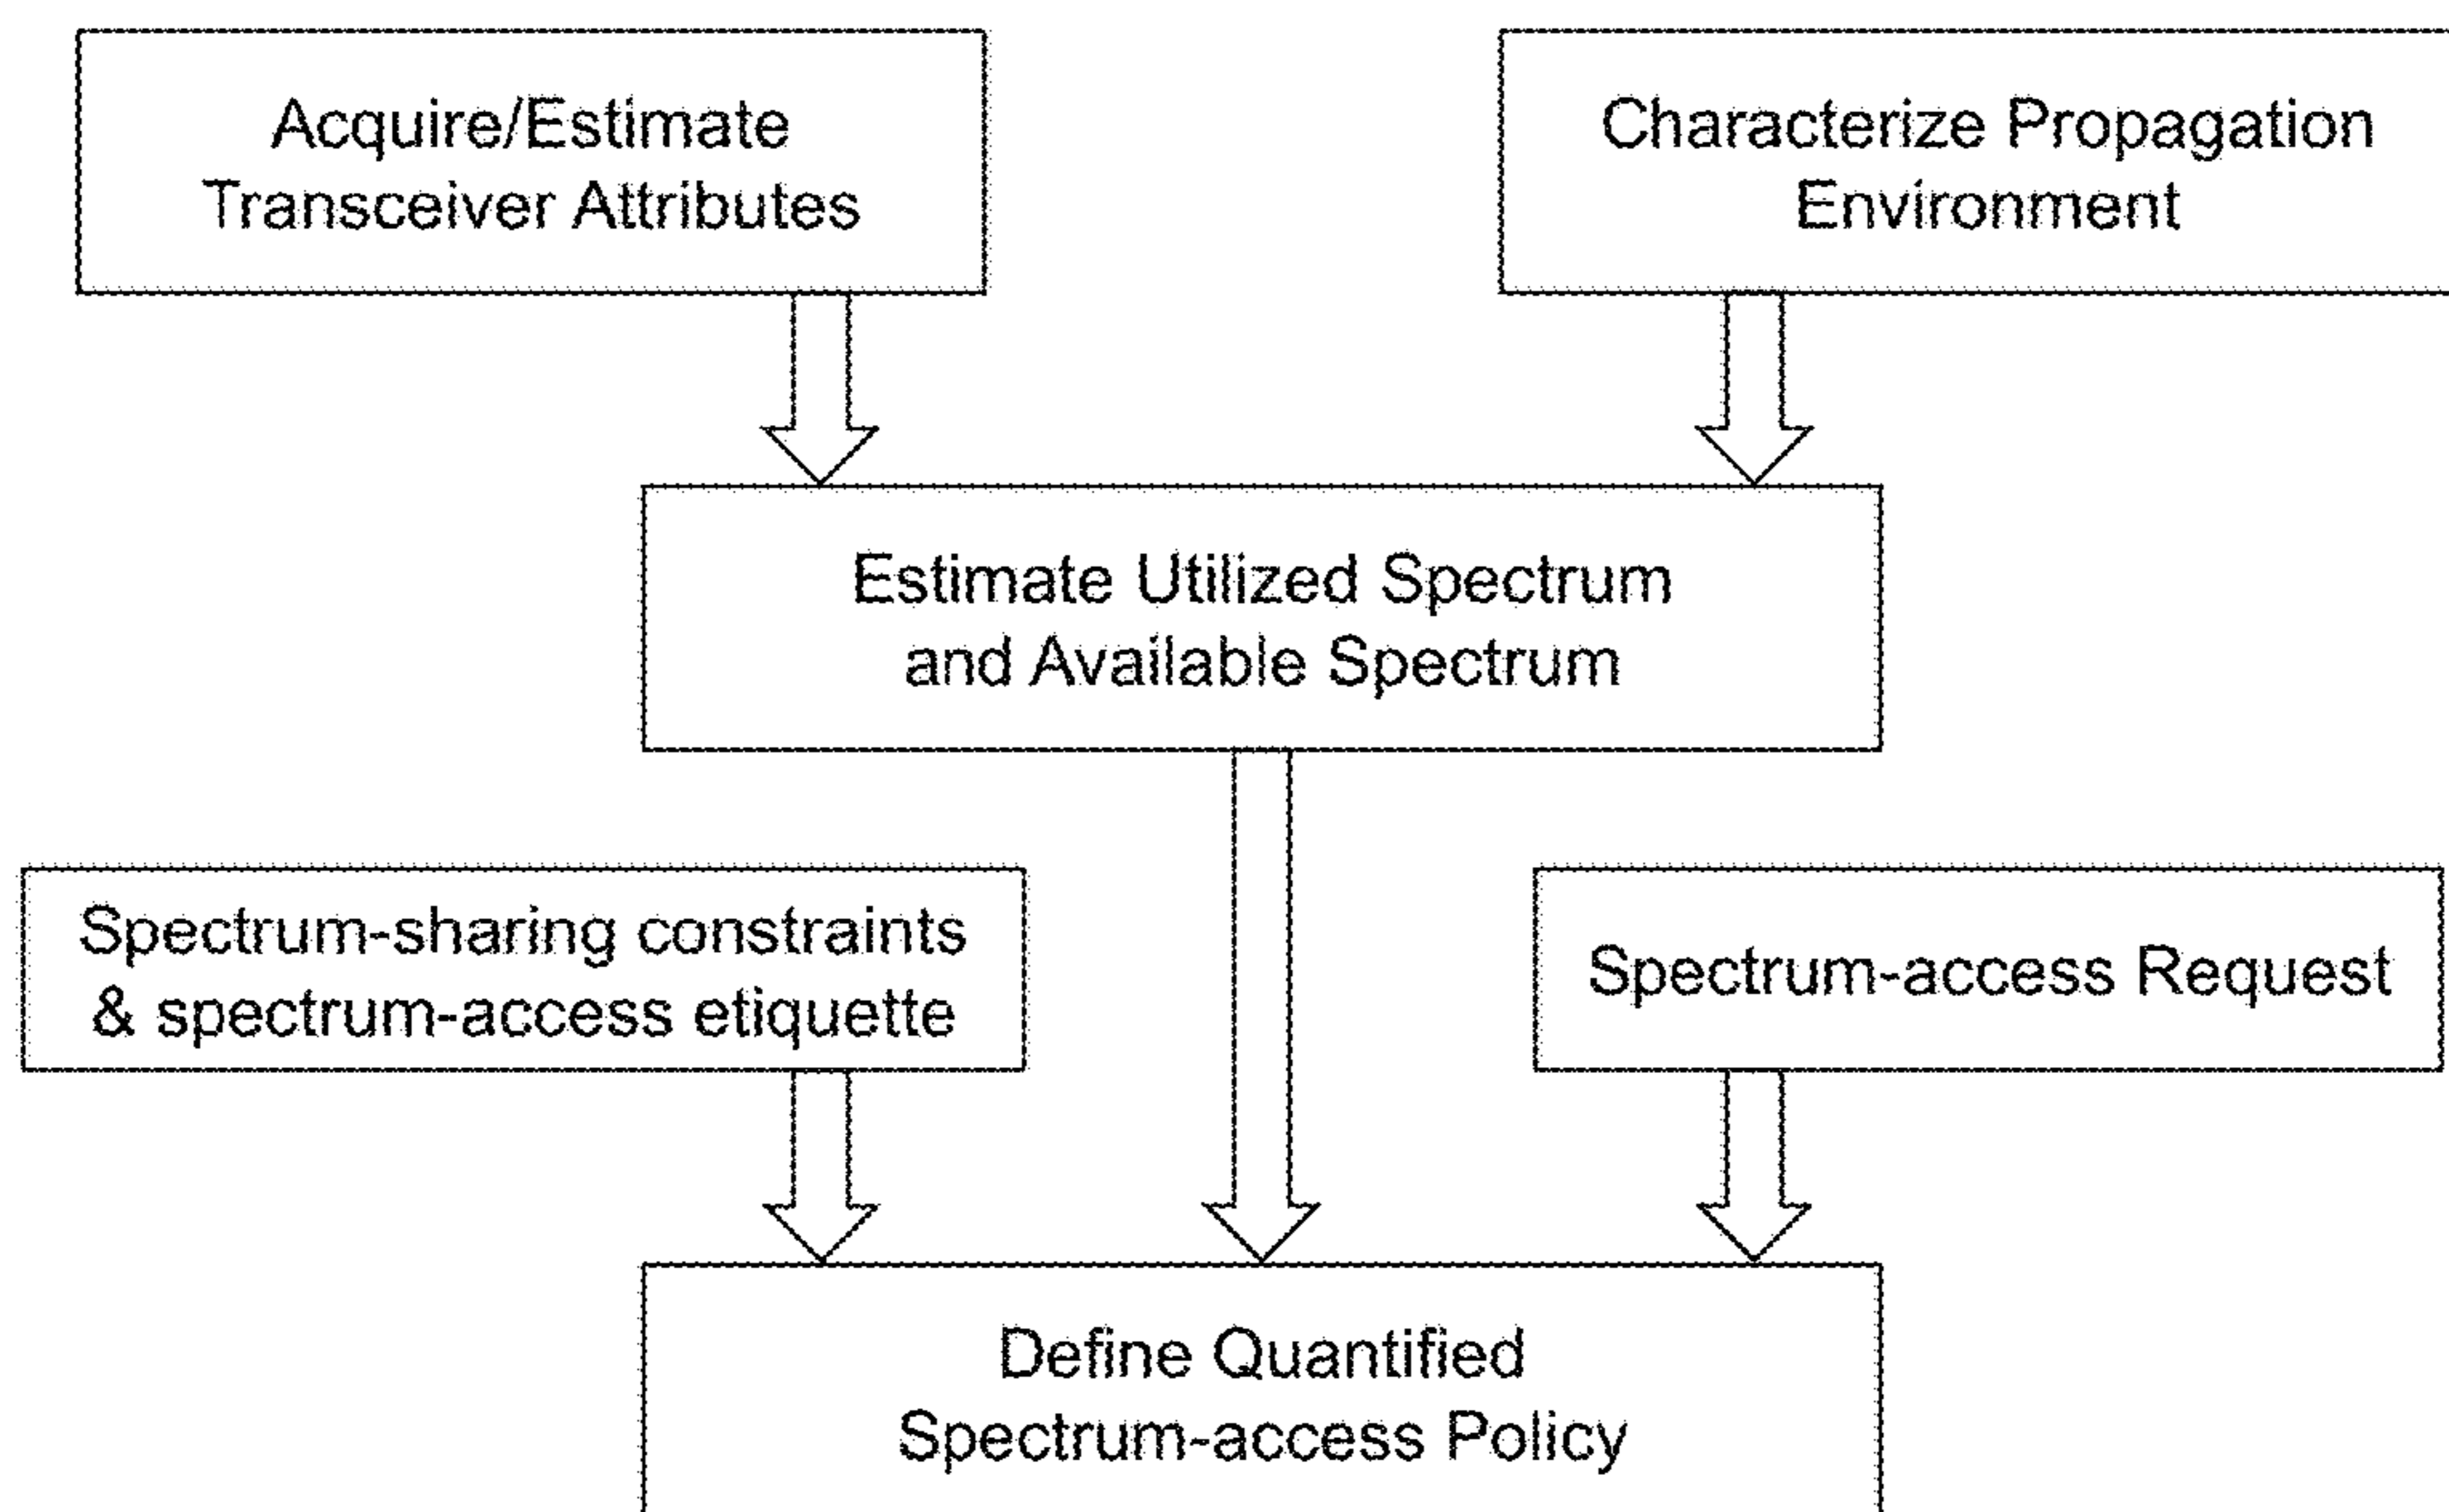 Acquire/Estimate
Transceiver Attributes
Characterize Propagation
Environment
Estimate Utilized Spectrum
and Available Spectrum
Spectrum-sharing constraints
& spectrum-access etiquette
Spectrum-access Request
Define Quantified
Spectrum-access Policy